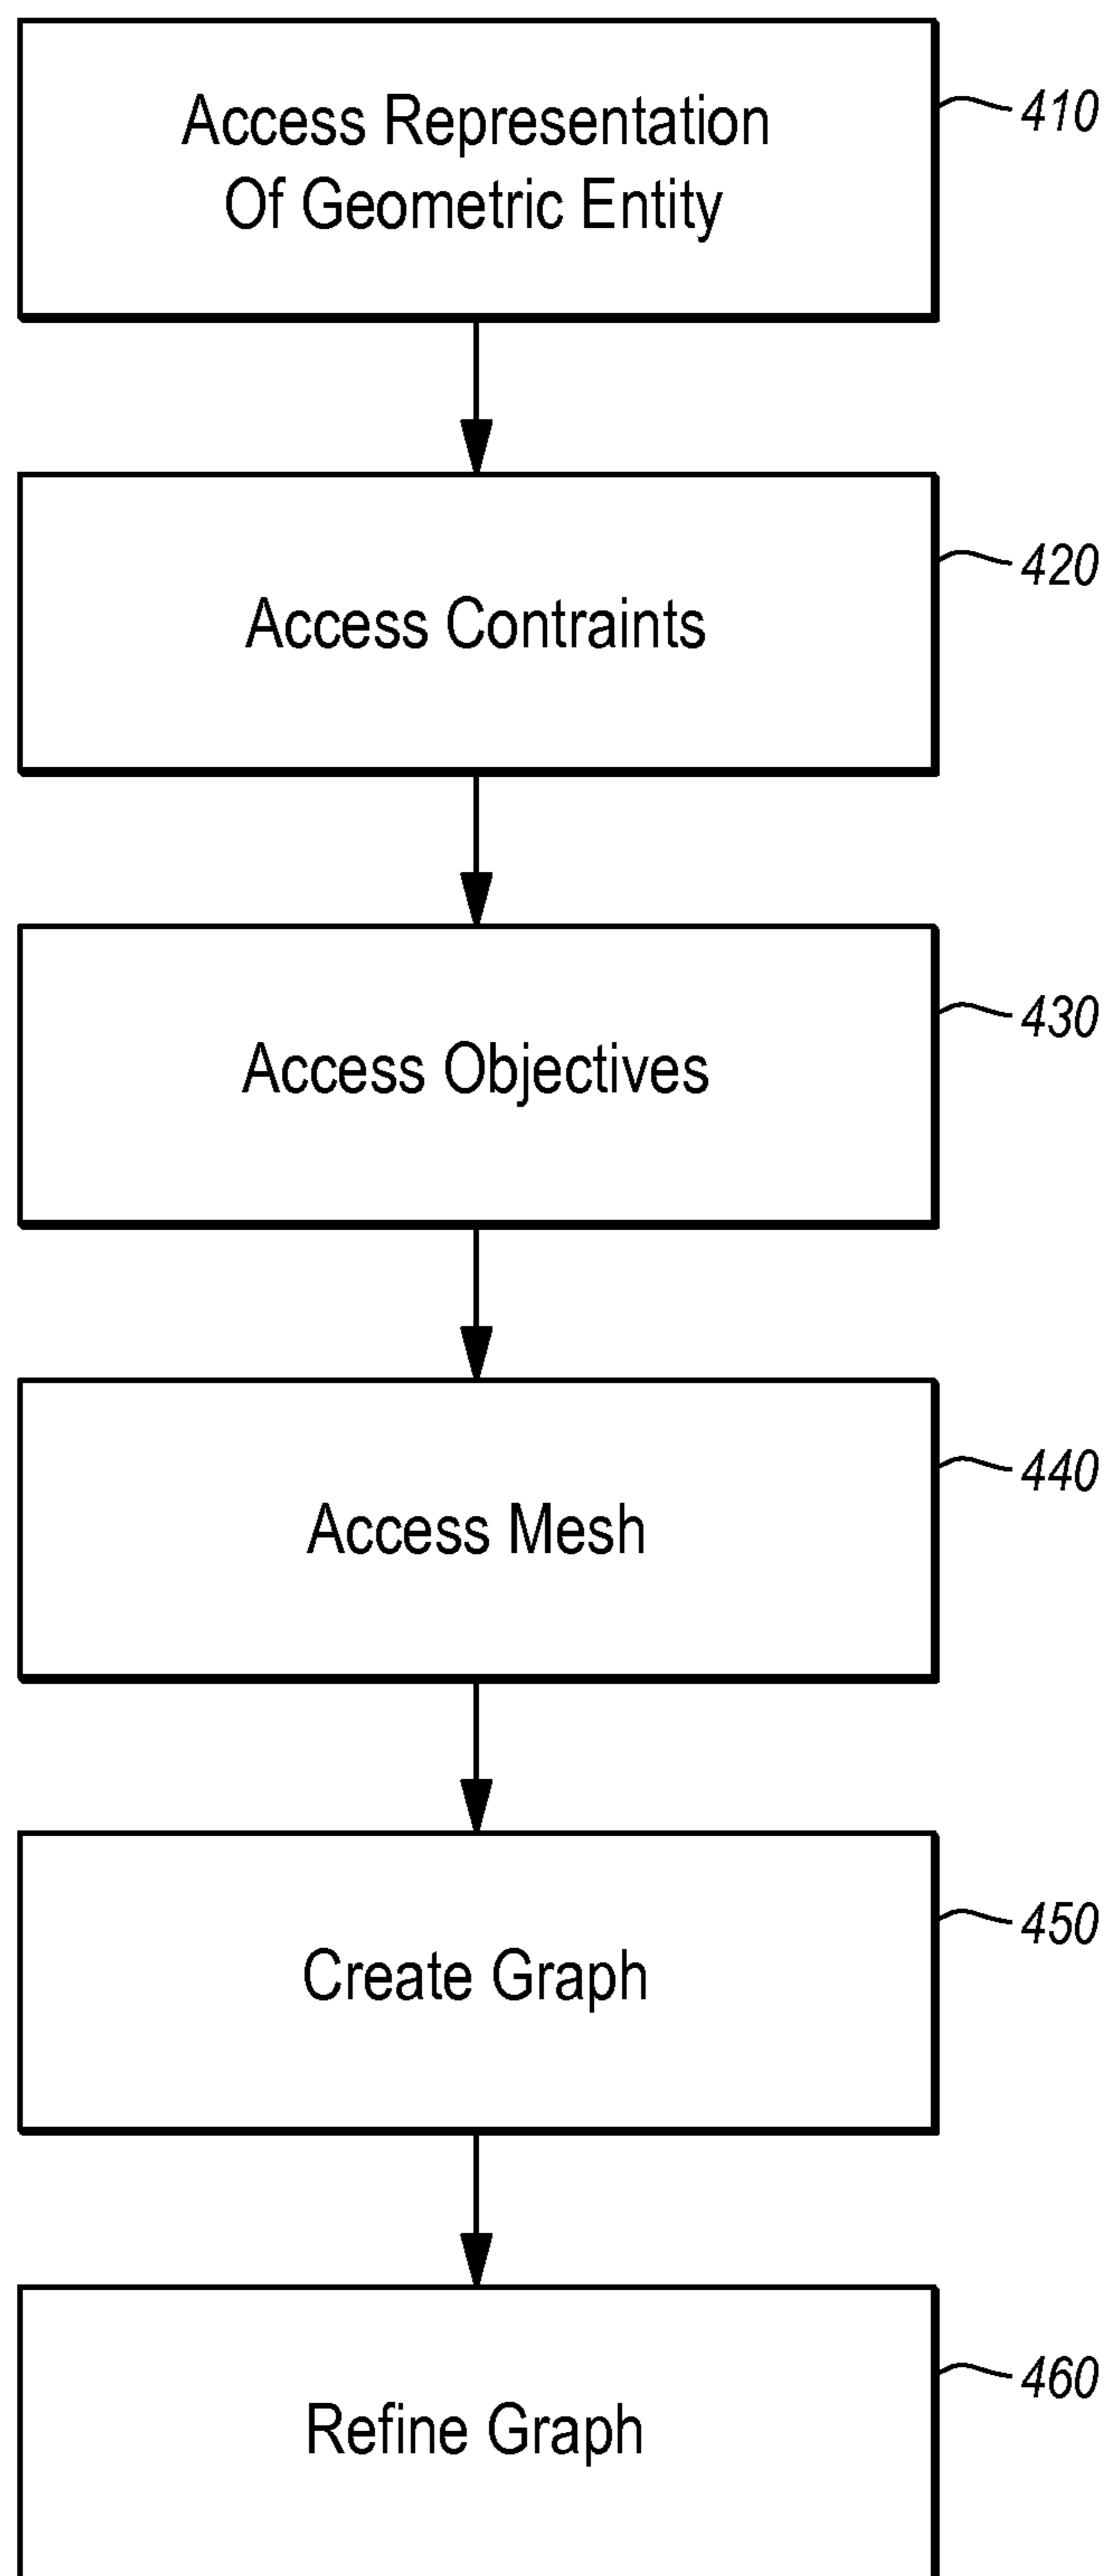 Access Representation
Of Geometric Entity
410
Access Contraints
420
Access Objectives
430
Access Mesh
440
Create Graph
450
Refine Graph
460